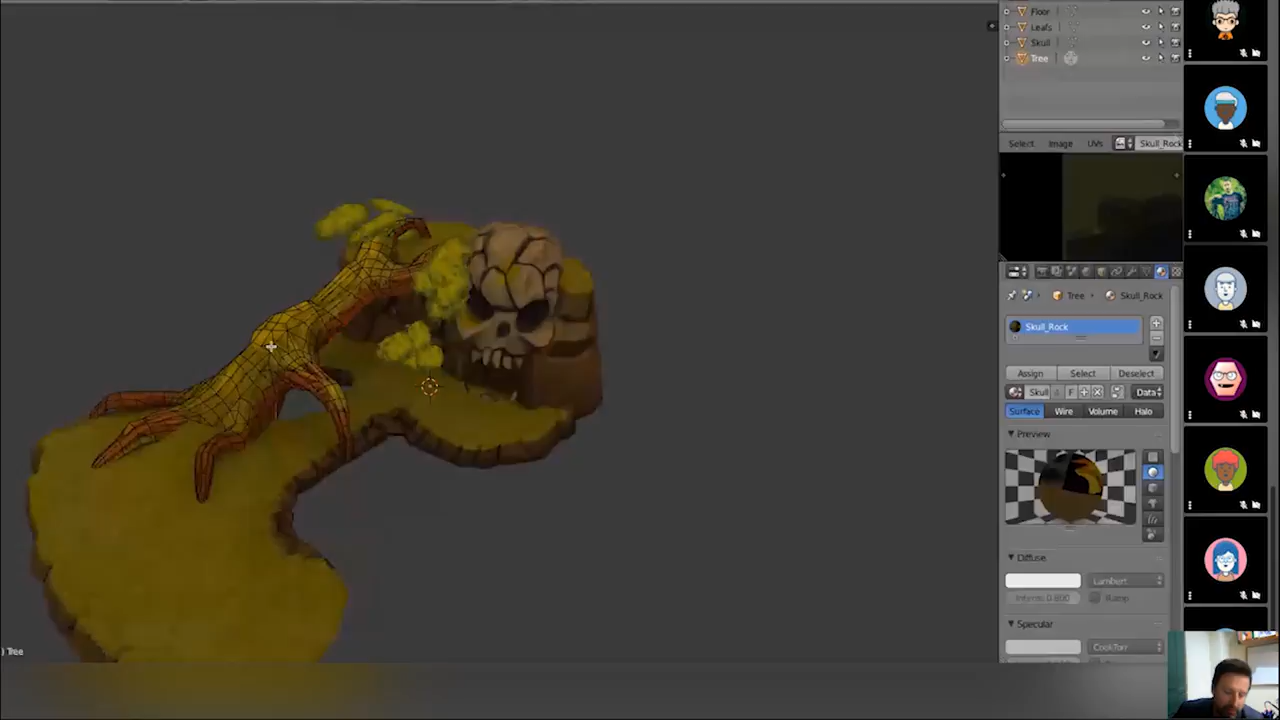 Floor
Leafs
Skull
Tree
Select Image UVs Skull_Rock
Tree Skull_Rock
Skull_Rock
Assign Select Deselect
Skull F Data
Surface Wire Volume Halo
Preview
Diffuse
Lambert
Ramp
Specular
CookTorr
) Tree